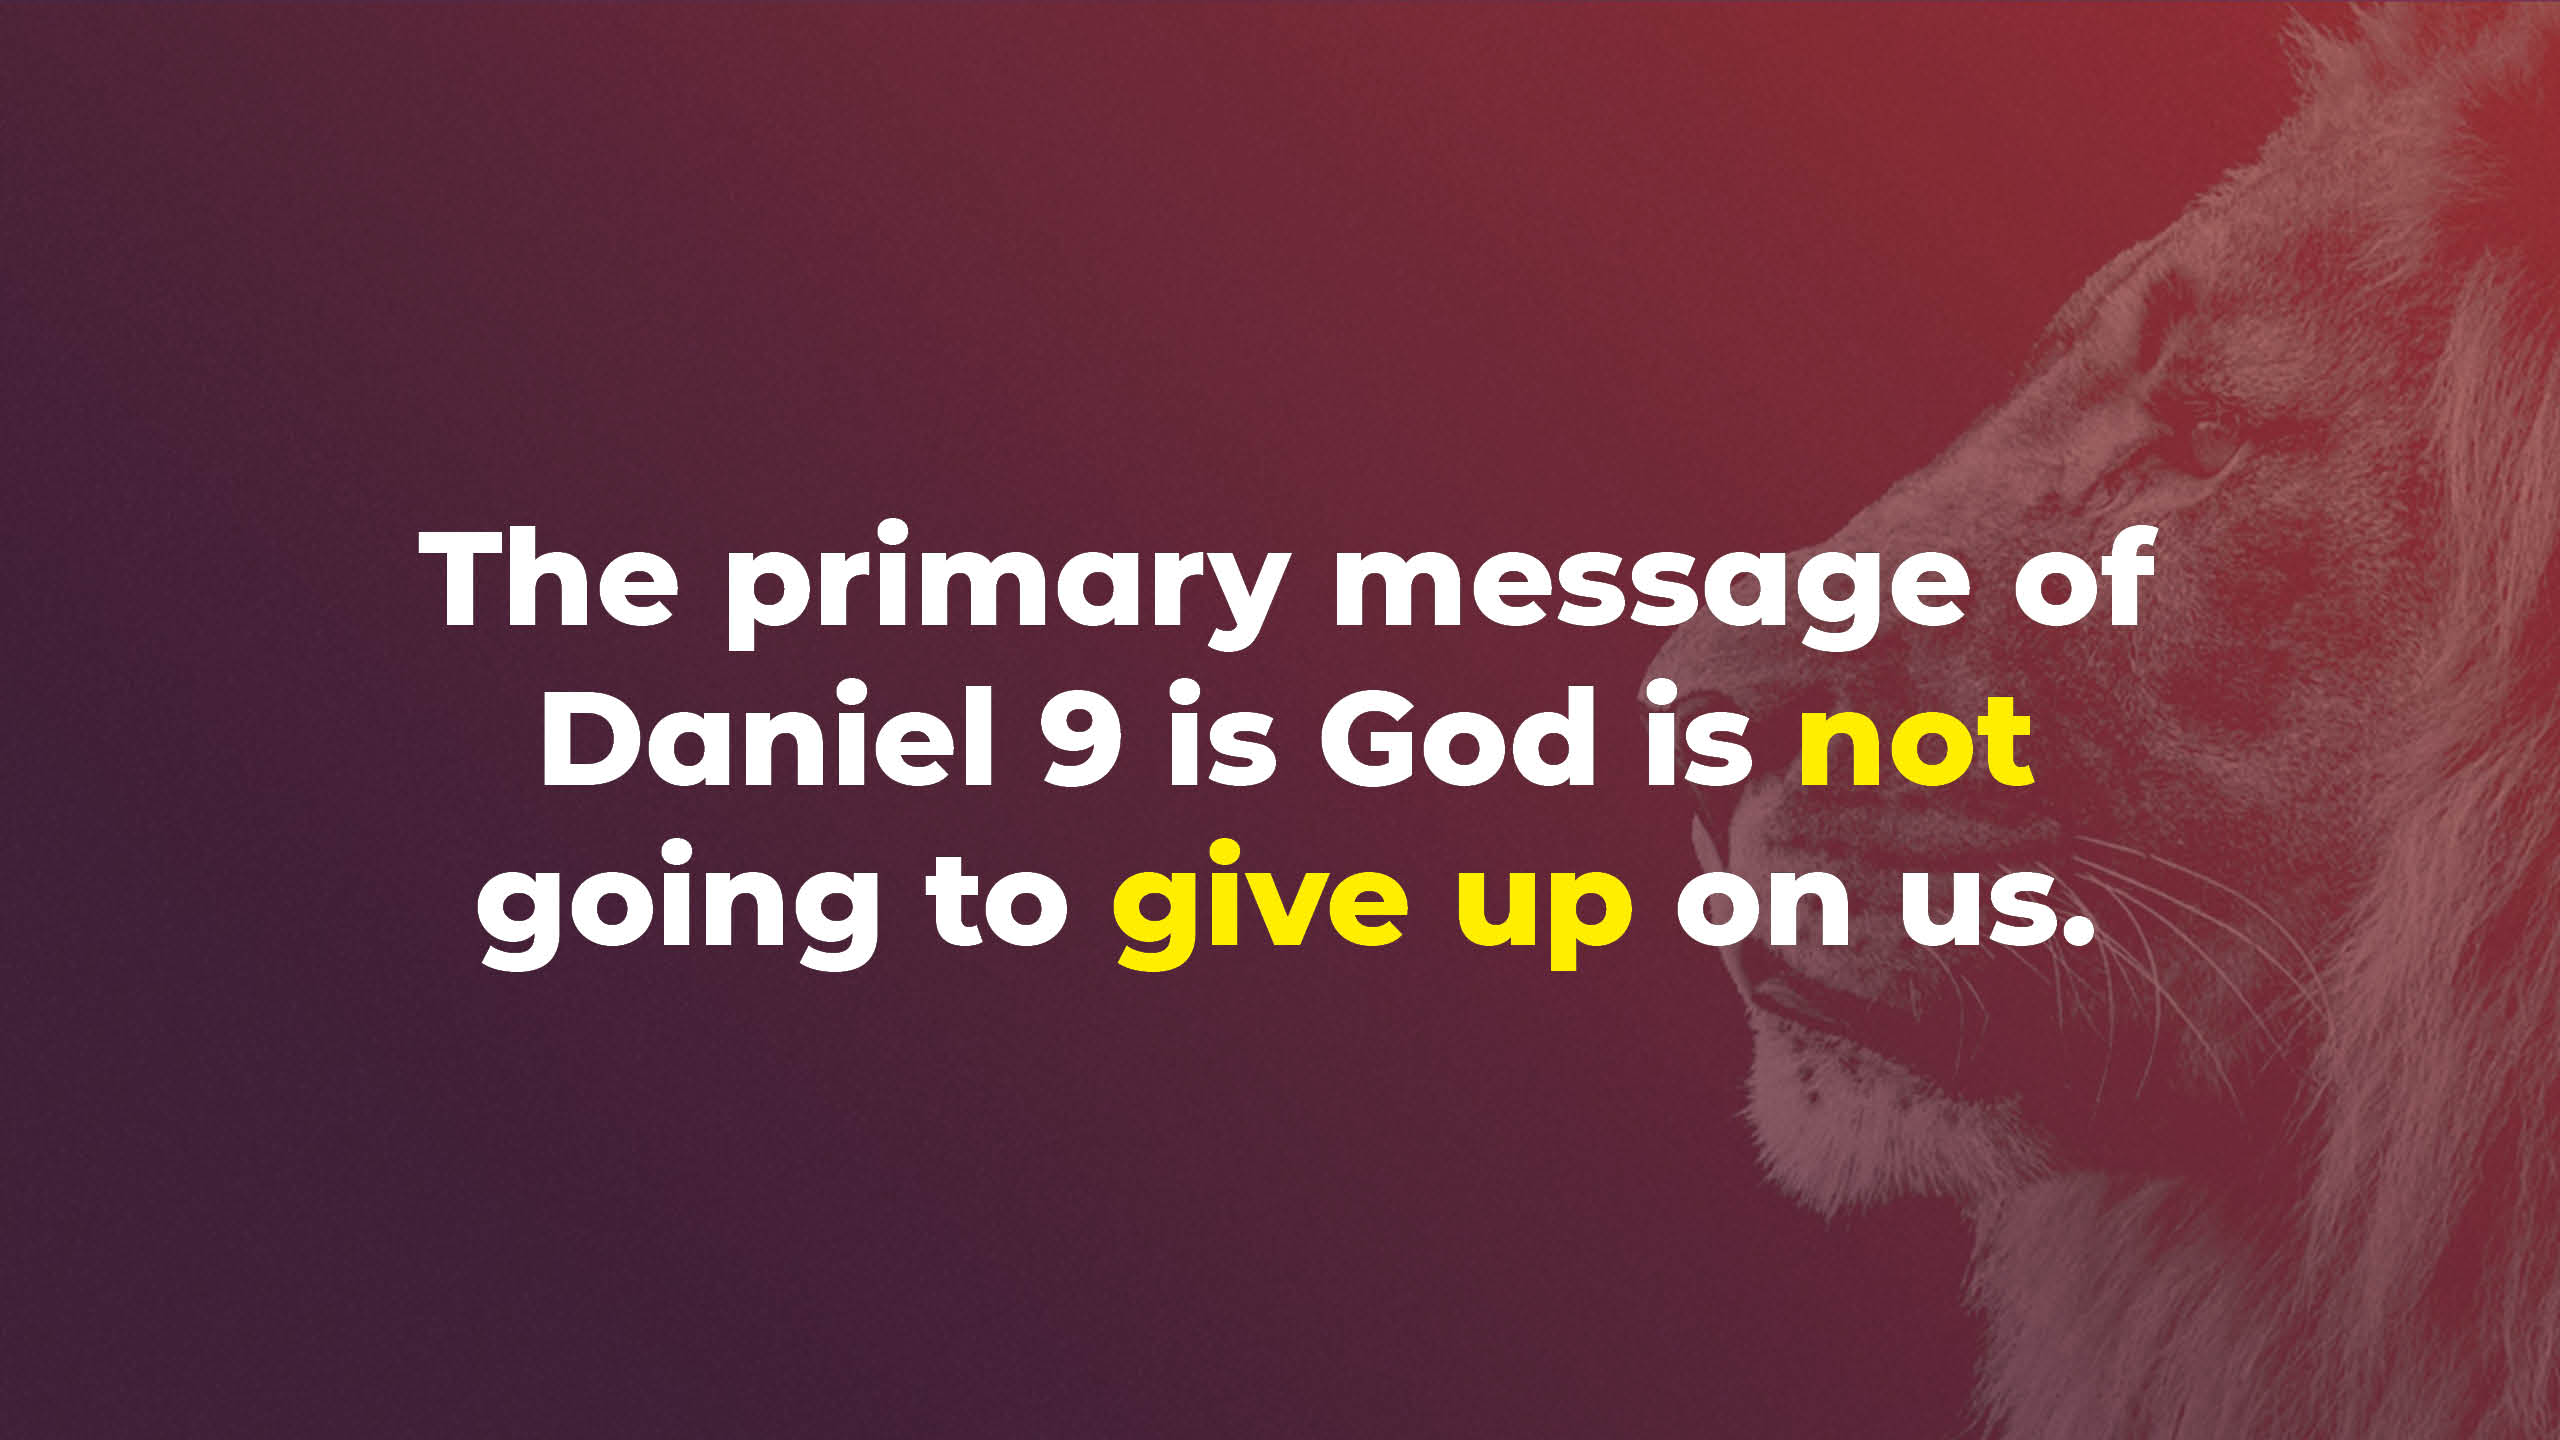 The primary message of
Daniel 9 is God is not
going to give up on us.